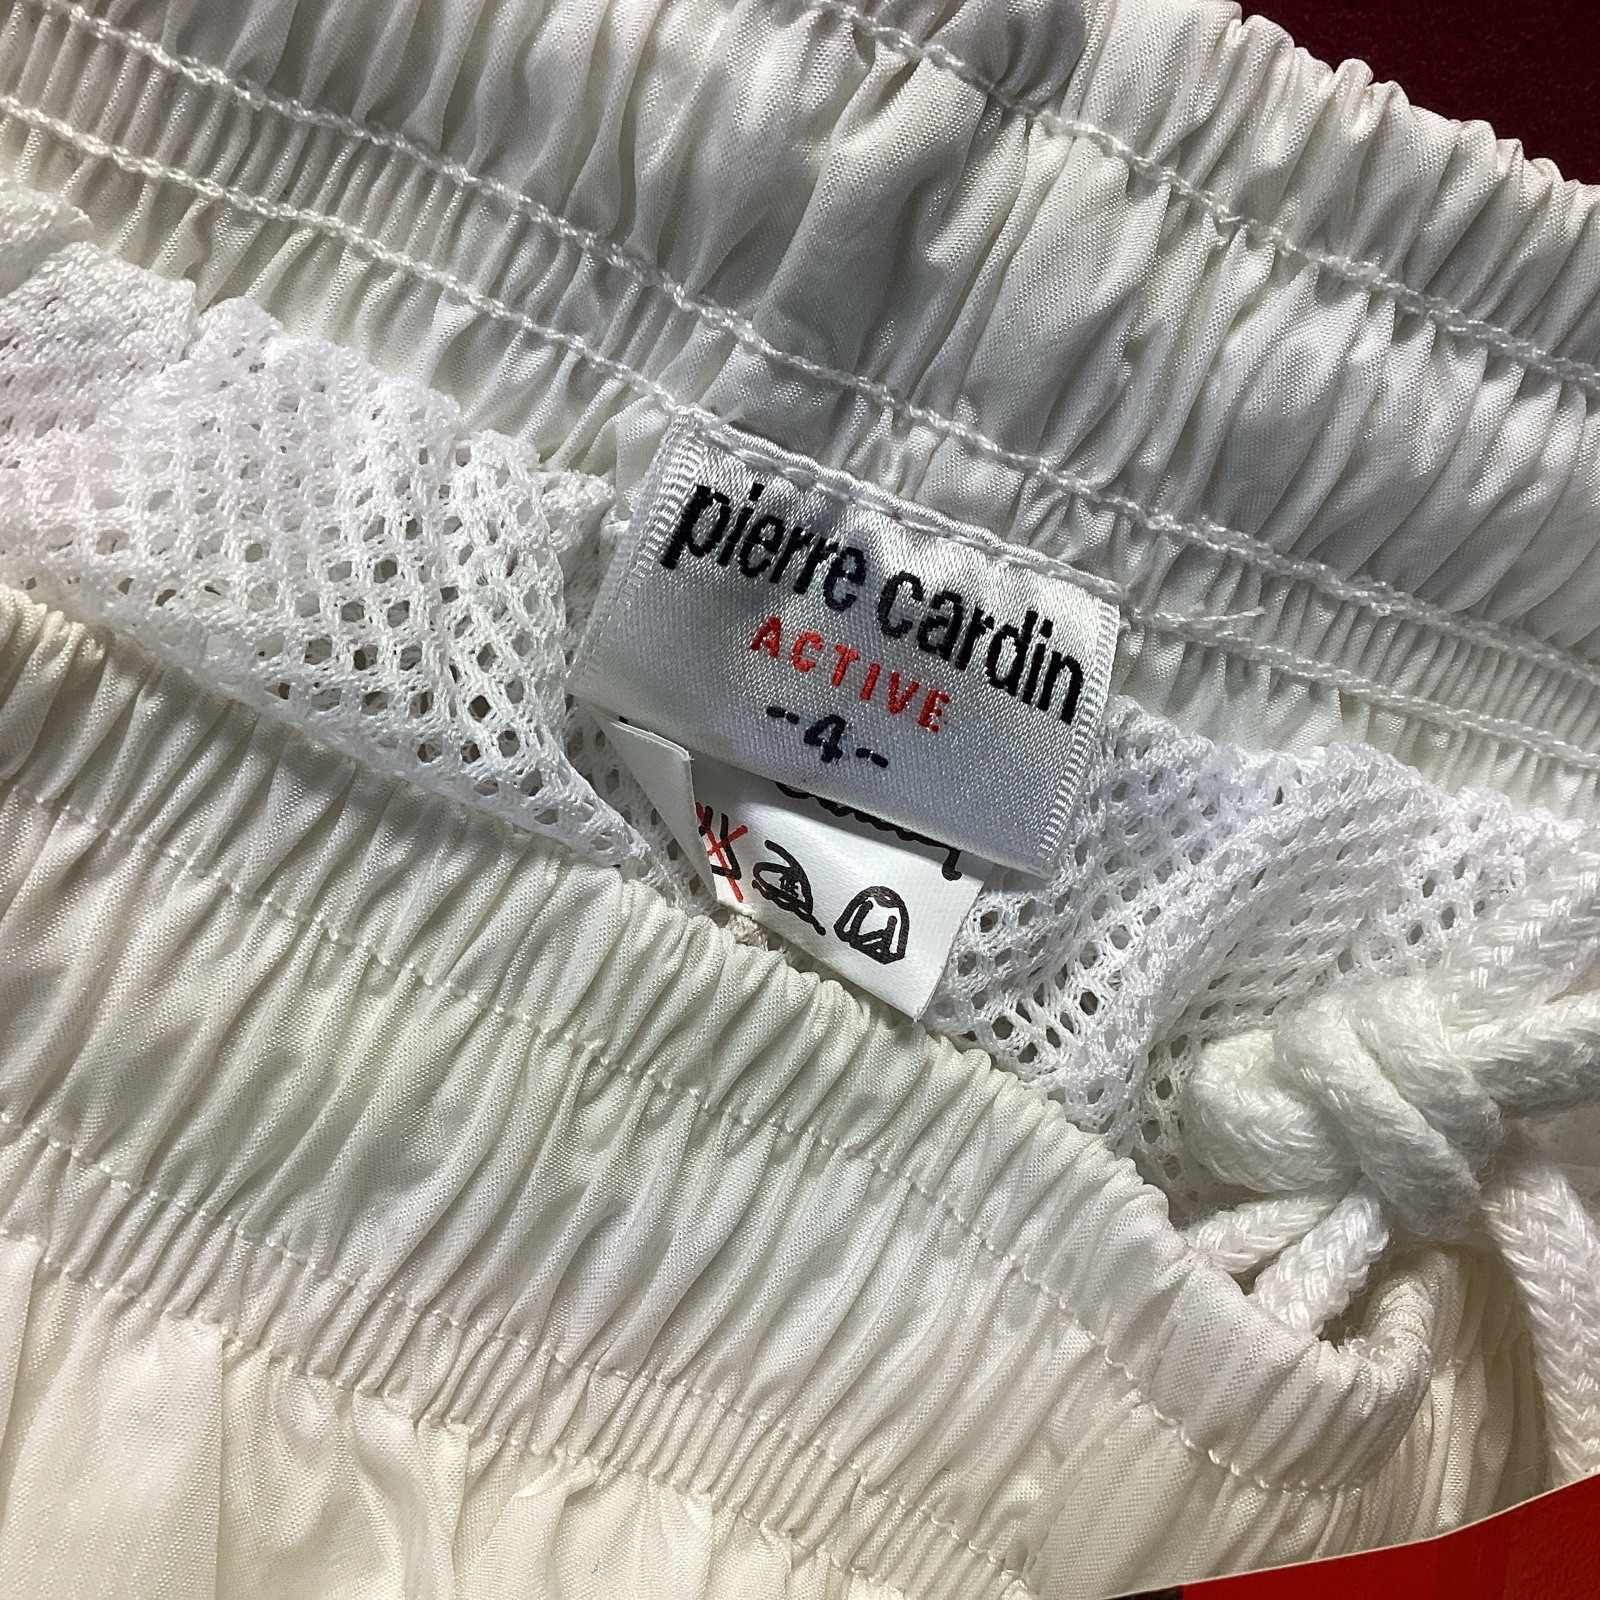 pierre cardin
ACTIVE
-4-